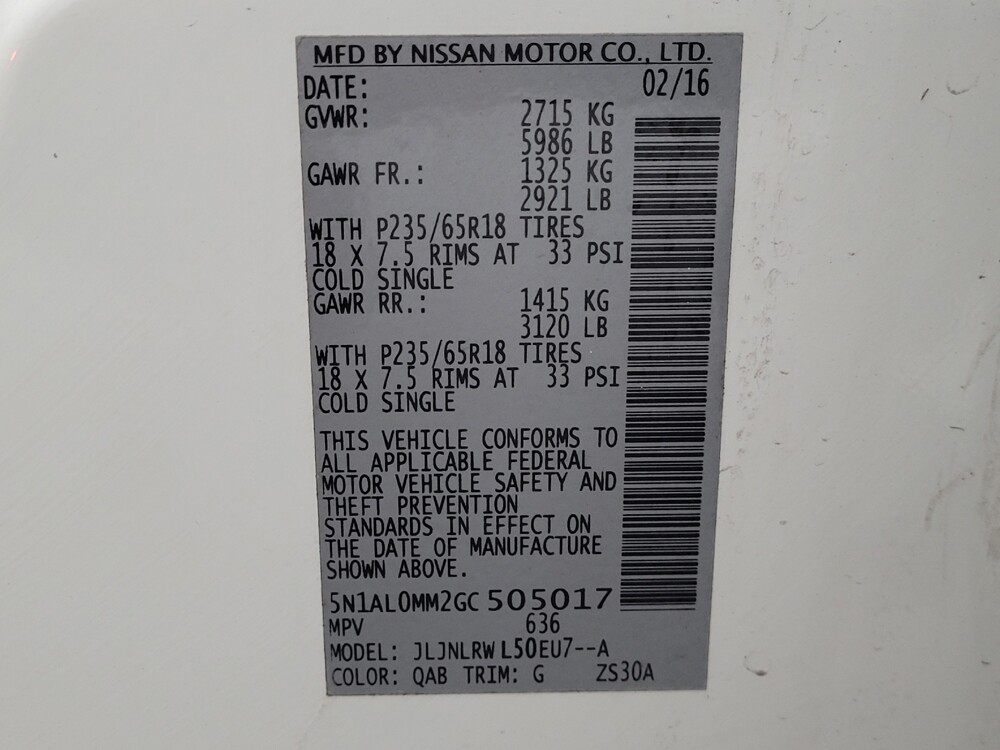 MFD BY NISSAN MOTOR CO., LTD.
DATE: 02/16
GVWR: 2715 KG
5986 LB
GAWR FR.: 1325 KG
2921 LB
WITH P235/65R18 TIRES
18 X 7.5 RIMS AT 33 PSI
COLD SINGLE
GAWR RR.: 1415 KG
3120 LB
WITH P235/65R18 TIRES
18 X 7.5 RIMS AT 33 PSI
COLD SINGLE
THIS VEHICLE CONFORMS TO
ALL APPLICABLE FEDERAL
MOTOR VEHICLE SAFETY AND
THEFT PREVENTION
STANDARDS IN EFFECT ON
THE DATE OF MANUFACTURE
SHOWN ABOVE.
5N1AL0MM2GC 505017
MPV 636
MODEL: JLJNLRW L50EU7--A
COLOR: QAB TRIM: G ZS30A